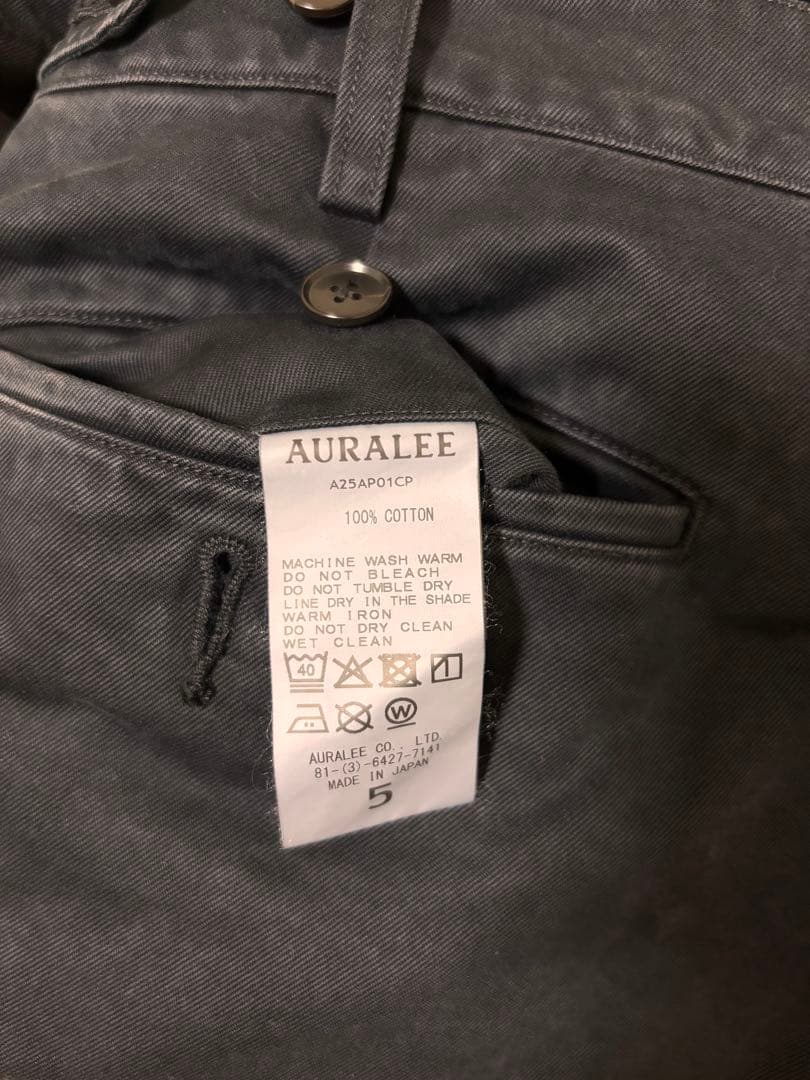 AURALEE
A25AP01CP
100% COTTON
MACHINE WASH WARM
DO NOT BLEACH
DO NOT TUMBLE DRY
LINE DRY IN THE SHADE
WARM IRON
DO NOT DRY CLEAN
WET CLEAN
40
W
AURALEE CO., LTD.
81-(3)-6427-7141
MADE IN JAPAN
5